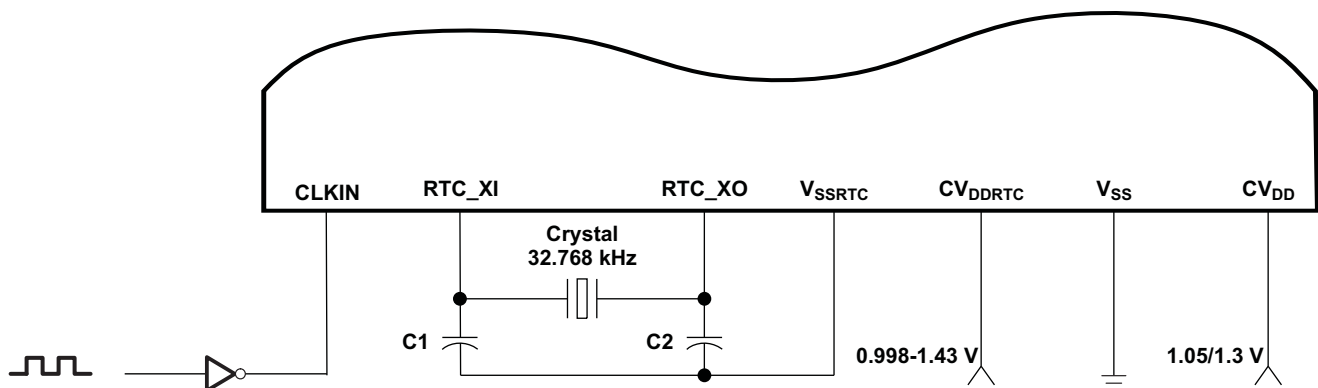 CLKIN
RTC_XI
RTC_XO
VSSRTC
CVDDRTC
VSS
CVDD
Crystal
32.768 kHz
C1
C2
0.998-1.43 V
1.05/1.3 V